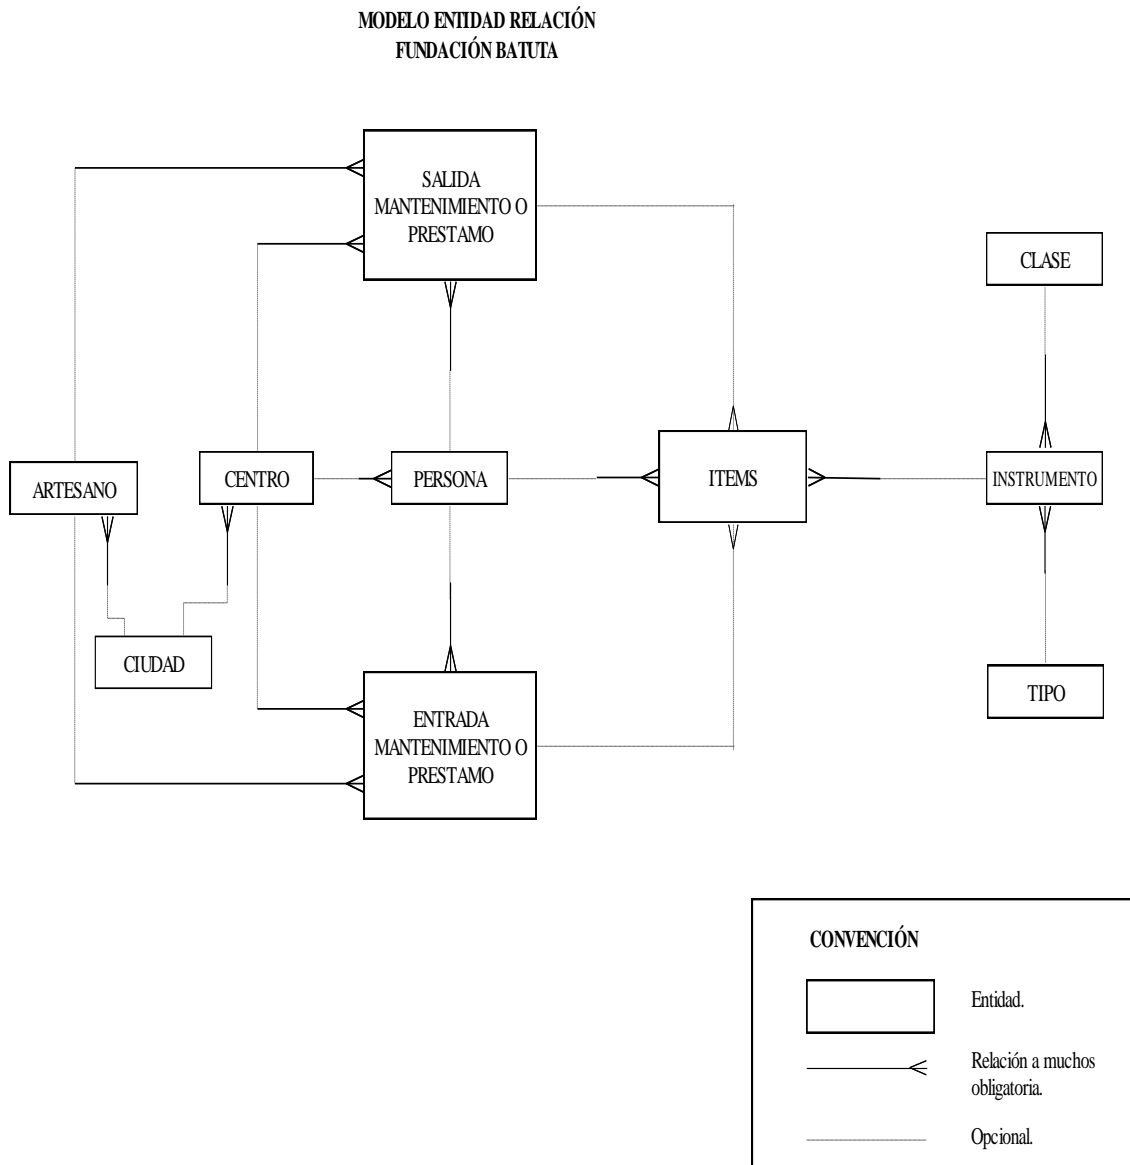 MODELO ENTIDAD RELACIÓN
FUNDACIÓN BATUTA
SALIDA
MANTENIMIENTO O
PRESTAMO
CLASE
ARTESANO
CENTRO
PERSONA
ITEMS
INSTRUMENTO
CIUDAD
TIPO
ENTRADA
MANTENIMIENTO O
PRESTAMO
CONVENCIÓN
Entidad.
Relación a muchos
obligatoria.
Opcional.